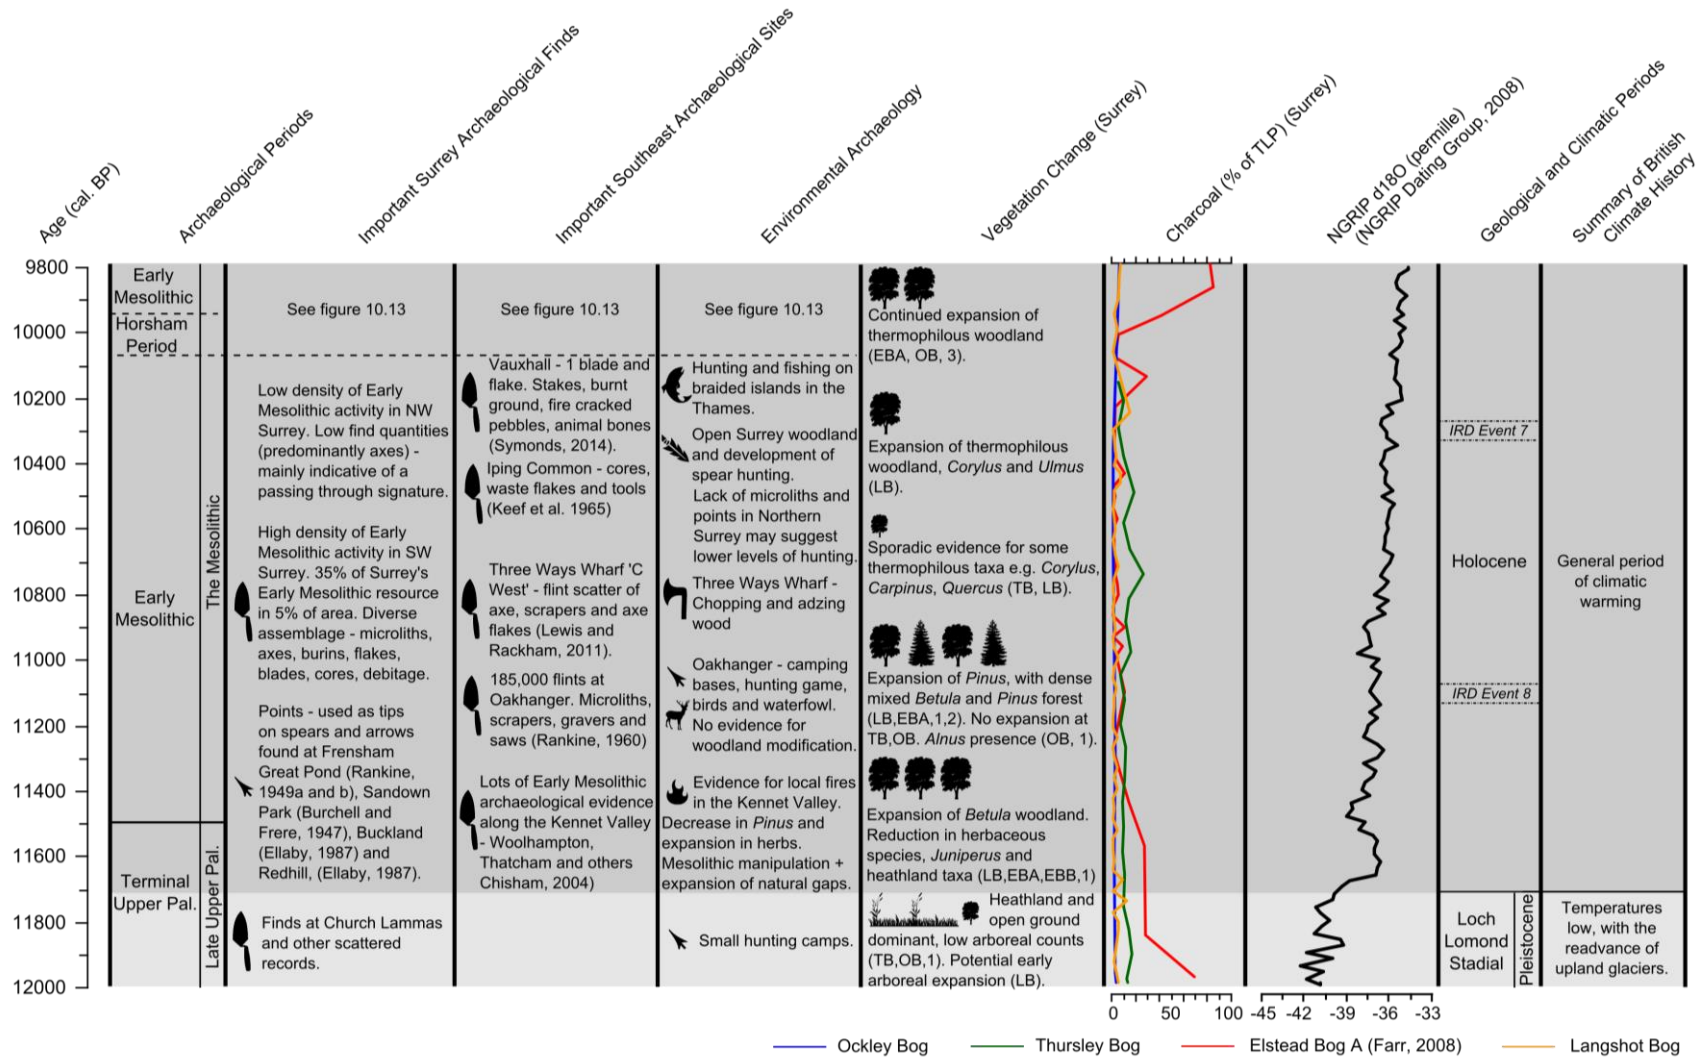 Age (cal. BP)
Archaeological Periods
Important Surrey Archaeological Finds
Important Southeast Archaeological Sites
Environmental Archaeology
Vegetation Change (Surrey)
Charcoal (% of TLP) (Surrey)
NGRIP d18O (permille)
(NGRIP Dating Group, 2008)
Geological and Climatic Periods
Summary of British
Climate History
9800
10000
10200
10400
10600
10800
11000
11200
11400
11600
11800
12000
Early
Mesolithic
Horsham
Period
Early
Mesolithic
Terminal
Upper Pal.
The Mesolithic
Late Upper Pal.
See figure 10.13
Low density of Early
Mesolithic activity in NW
Surrey. Low find quantities
(predominantly axes) -
mainly indicative of a
passing through signature.
High density of Early
Mesolithic activity in SW
Surrey. 35% of Surrey's
Early Mesolithic resource
in 5% of area. Diverse
assemblage - microliths,
axes, burins, flakes,
blades, cores, debitage.
Points - used as tips
on spears and arrows
found at Frensham
Great Pond (Rankine,
1949a and b), Sandown
Park (Burchell and
Frere, 1947), Buckland
(Ellaby, 1987) and
Redhill, (Ellaby, 1987).
Finds at Church Lammas
and other scattered
records.
See figure 10.13
Vauxhall - 1 blade and
flake. Stakes, burnt
ground, fire cracked
pebbles, animal bones
(Symonds, 2014).
Iping Common - cores,
waste flakes and tools
(Keef et al. 1965)
Three Ways Wharf 'C
West' - flint scatter of
axe, scrapers and axe
flakes (Lewis and
Rackham, 2011).
185,000 flints at
Oakhanger. Microliths,
scrapers, gravers and
saws (Rankine, 1960)
Lots of Early Mesolithic
archaeological evidence
along the Kennet Valley
- Woolhampton,
Thatcham and others
Chisham, 2004)
See figure 10.13
Hunting and fishing on
braided islands in the
Thames.
Open Surrey woodland
and development of
spear hunting.
Lack of microliths and
points in Northern
Surrey may suggest
lower levels of hunting.
Three Ways Wharf -
Chopping and adzing
wood
Oakhanger - camping
bases, hunting game,
birds and waterfowl.
No evidence for
woodland modification.
Evidence for local fires
in the Kennet Valley.
Decrease in Pinus and
expansion in herbs.
Mesolithic manipulation +
expansion of natural gaps.
Small hunting camps.
Continued expansion of
thermophilous woodland
(EBA, OB, 3).
Expansion of thermophilous
woodland, Corylus and Ulmus
(LB).
Sporadic evidence for some
thermophilous taxa e.g. Corylus,
Carpinus, Quercus (TB, LB).
Expansion of Pinus, with dense
mixed Betula and Pinus forest
(LB,EBA,1,2). No expansion at
TB,OB. Alnus presence (OB, 1).
Expansion of Betula woodland.
Reduction in herbaceous
species, Juniperus and
heathland taxa (LB,EBA,EBB,1)
Heathland and
open ground
dominant, low arboreal counts
(TB,OB,1). Potential early
arboreal expansion (LB).
0 50 100
-45 -42 -39 -36 -33
IRD Event 7
Holocene
IRD Event 8
Loch
Lomond
Stadial
Pleistocene
General period
of climatic
warming
Temperatures
low, with the
readvance of
upland glaciers.
Ockley Bog
Thursley Bog
Elstead Bog A (Farr, 2008)
Langshot Bog